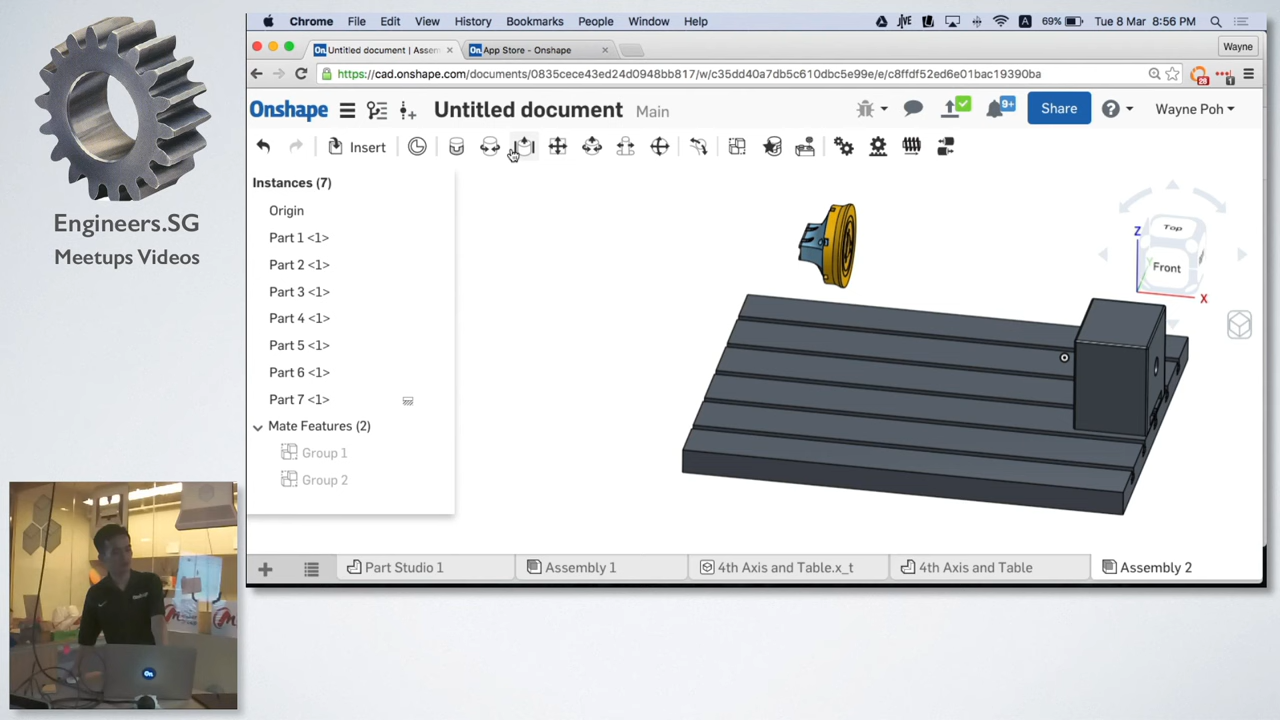 Engineers.SG
Meetups Videos
Chrome File Edit View History Bookmarks People Window Help
69% Tue 8 Mar 8:56 PM
Untitled document | Assem
App Store - Onshape
Wayne
https://cad.onshape.com/documents/0835cece43ed24d0948bb817/w/c35dd40a7db5c610dbc5e99e/e/c8ffdf52ed6e01bac19390ba
Onshape Untitled document Main
9+
Share
Wayne Poh
Insert
Instances (7)
Origin
Part 1 <1>
Part 2 <1>
Part 3 <1>
Part 4 <1>
Part 5 <1>
Part 6 <1>
Part 7 <1>
Mate Features (2)
Group 1
Group 2
Top
Z
Front
X
Part Studio 1
Assembly 1
4th Axis and Table.x_t
4th Axis and Table
Assembly 2
On